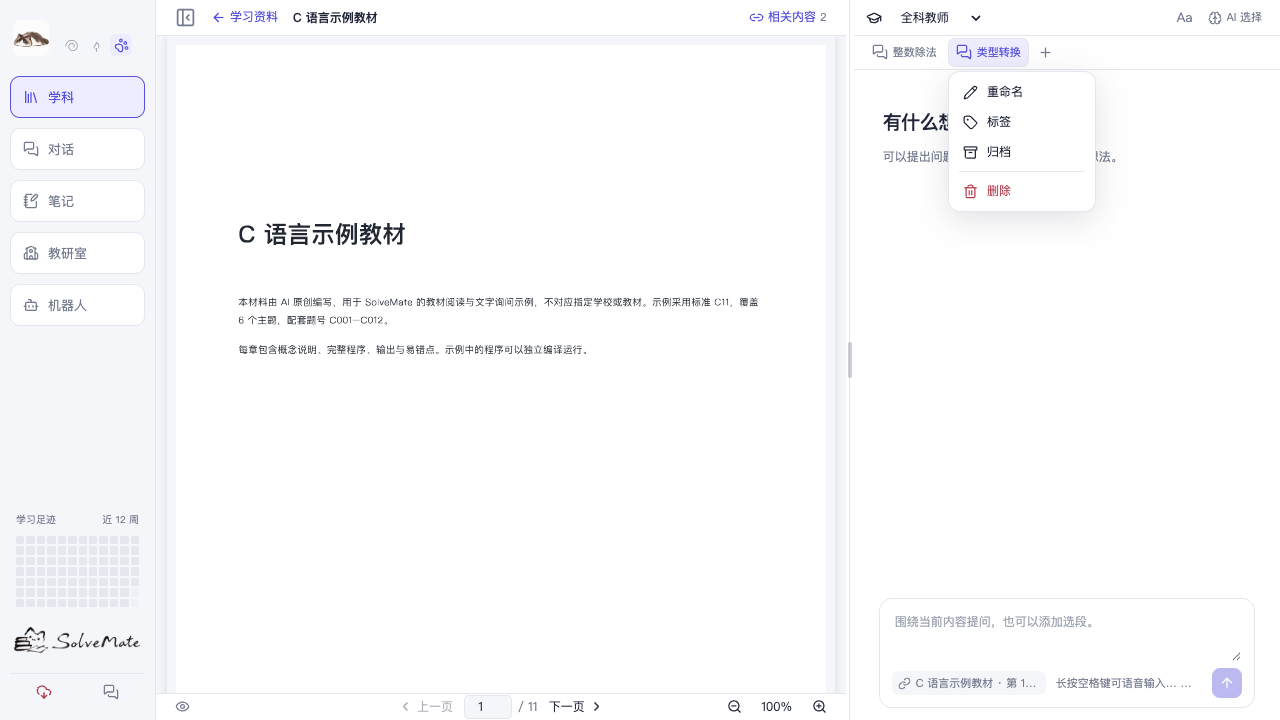 学习资料
C 语言示例教材
相关内容 2
全科教师
Aa
AI 选择
整数除法
类型转换
重命名
标签
归档
删除
学科
对话
笔记
教研室
机器人
学习足迹
近 12 周
SolveMate
C 语言示例教材
本材料由 AI 原创编写，用于 SolveMate 的教材阅读与文字询问示例，不对应指定学校或教材。示例采用标准 C11，覆盖
6 个主题，配套题号 C001—C012。
每章包含概念说明、完整程序、输出与易错点。示例中的程序可以独立编译运行。
上一页
1
/ 11
下一页
100%
有什么想
可以提出问
法。
围绕当前内容提问，也可以添加选段。
C 语言示例教材 · 第 1…
长按空格键可语音输入… …